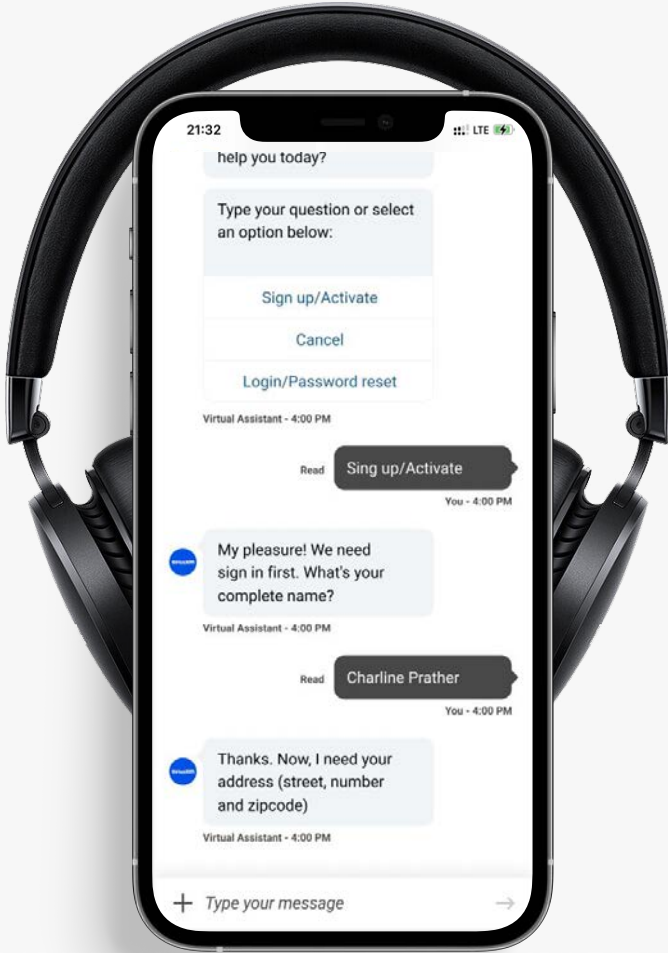 21:32
LTE
help you today?
Type your question or select
an option below:
Sign up/Activate
Cancel
Login/Password reset
Virtual Assistant - 4:00 PM
Read
Sing up/Activate
You - 4:00 PM
My pleasure! We need
sign in first. What's your
complete name?
Virtual Assistant - 4:00 PM
Read
Charline Prather
You - 4:00 PM
Thanks. Now, I need your
address (street, number
and zipcode)
Virtual Assistant - 4:00 PM
+ Type your message